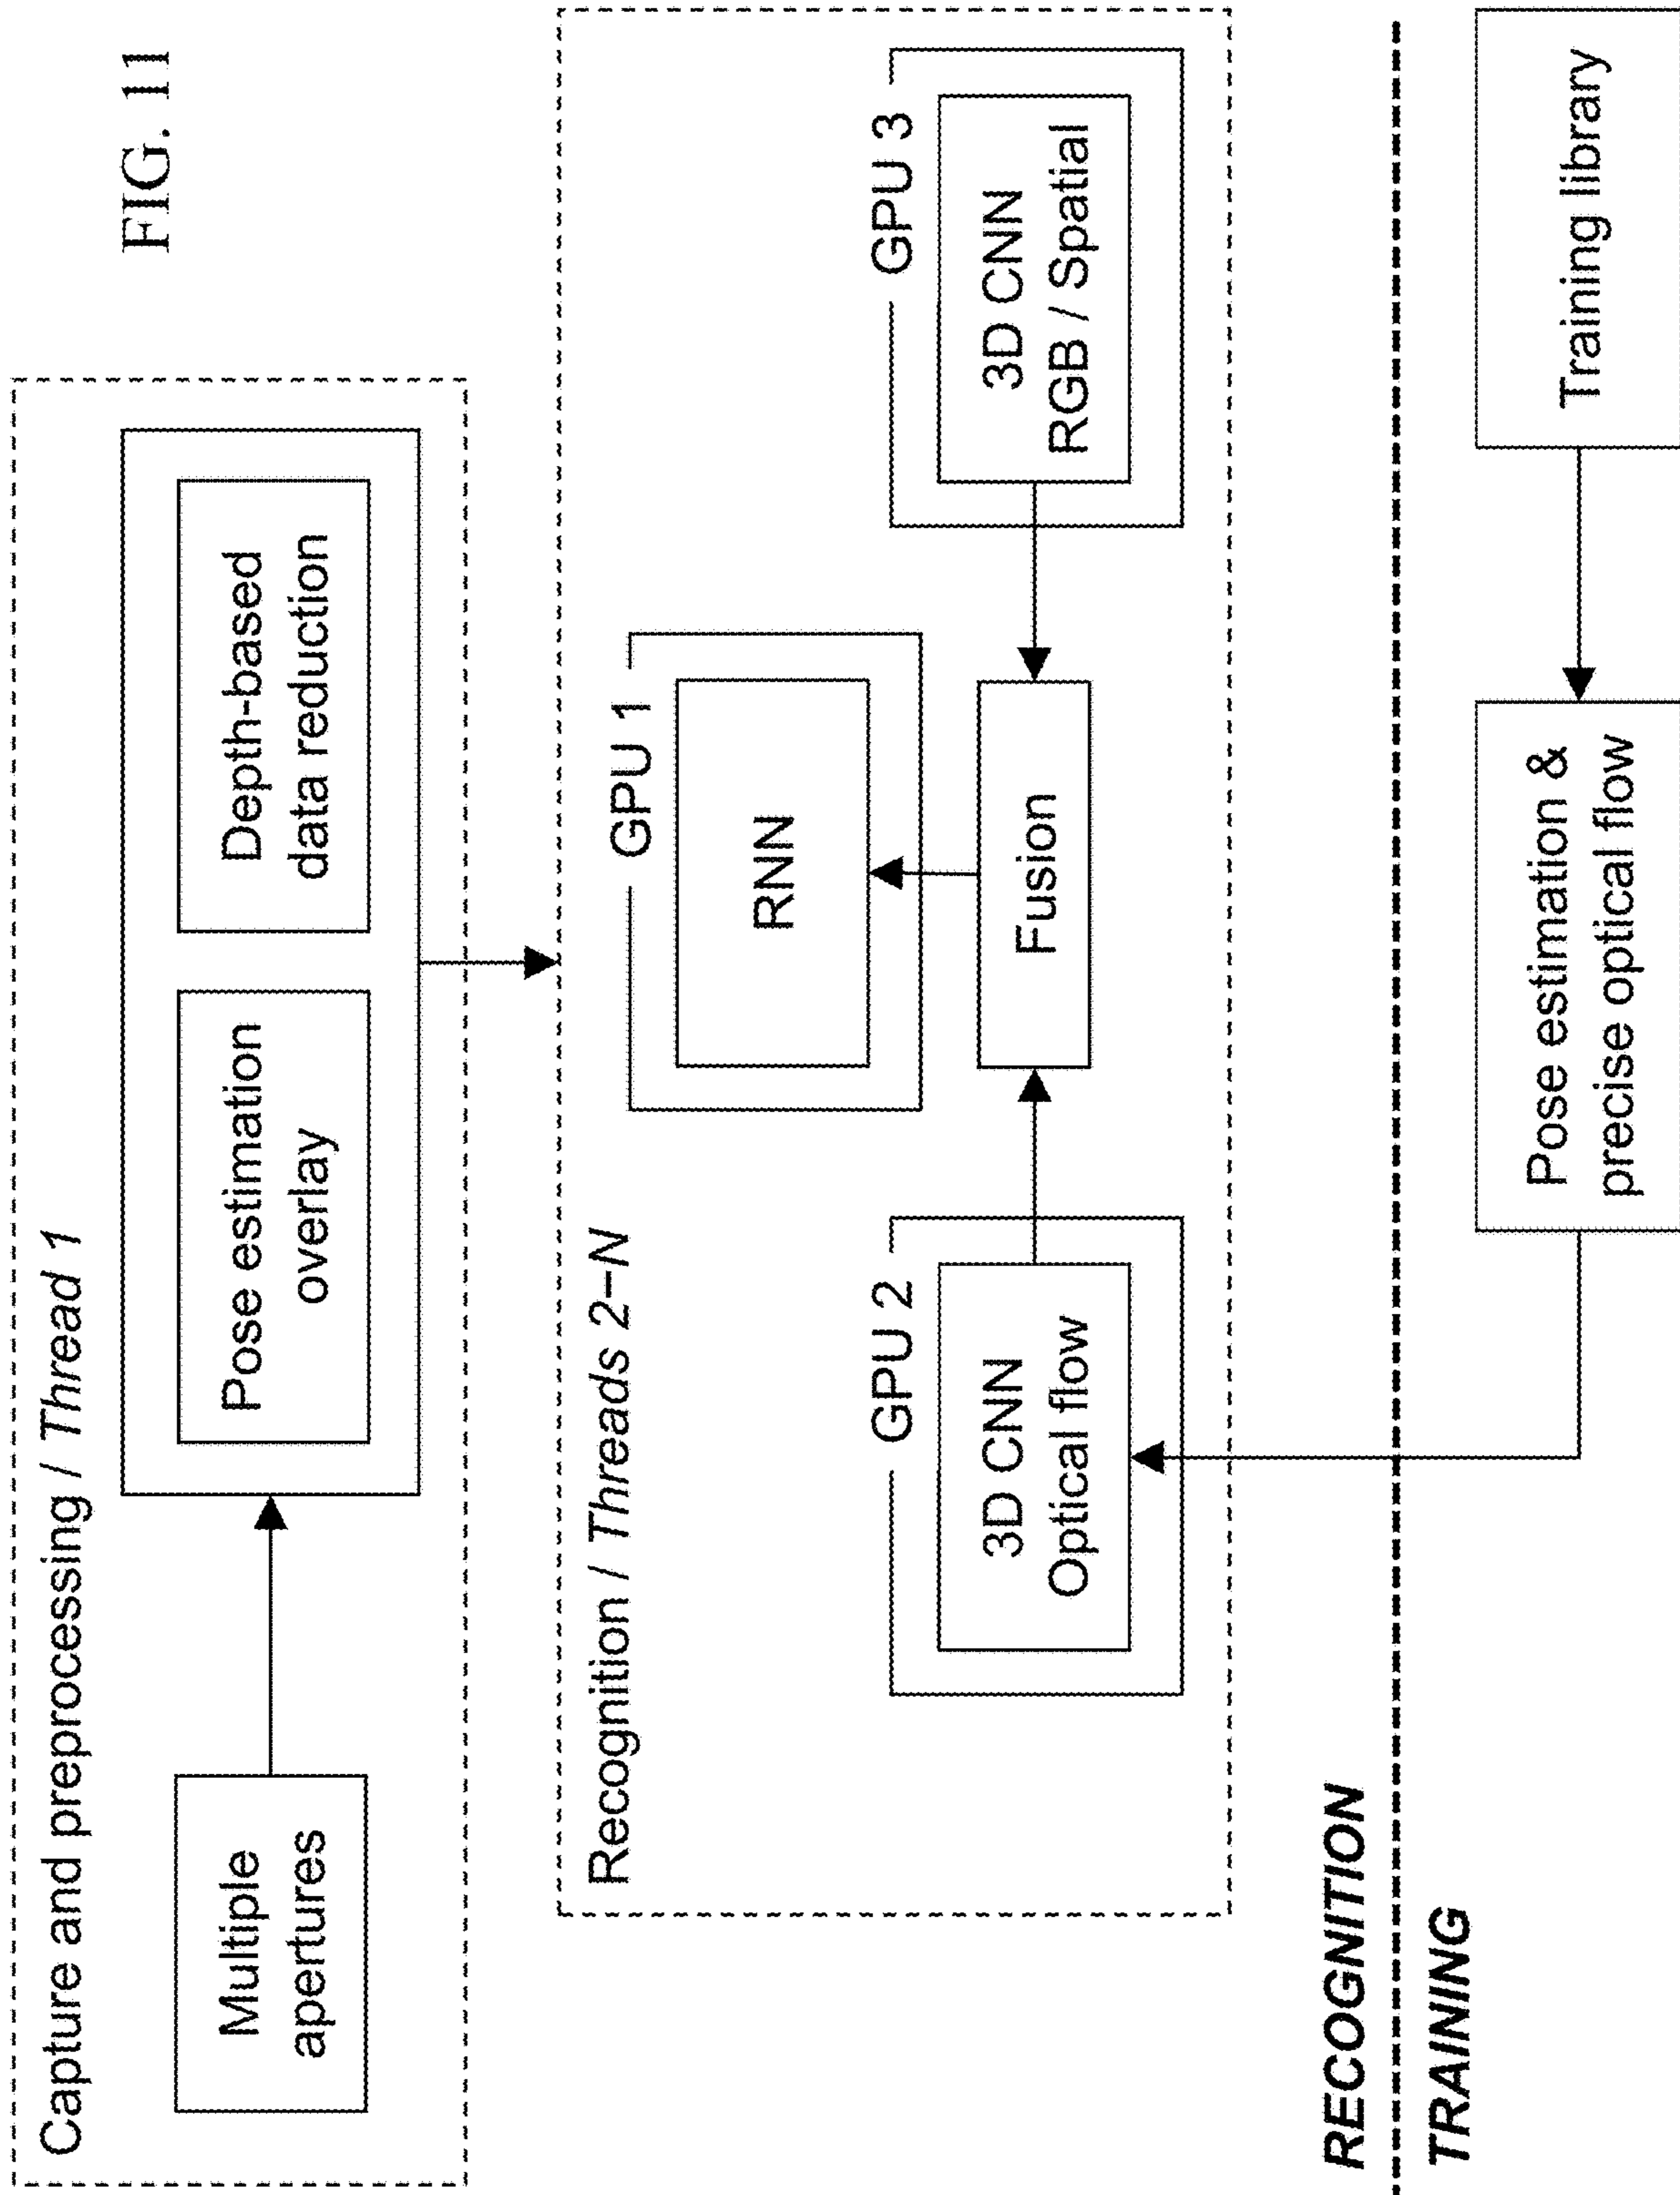 FIG. 11
Capture and preprocessing / Thread 1
Multiple
apertures
Pose estimation
overlay
Depth-based
data reduction
Recognition / Threads 2–N
GPU 1
RNN
GPU 2
3D CNN
Optical flow
Fusion
GPU 3
3D CNN
RGB / Spatial
RECOGNITION
TRAINING
Pose estimation &
precise optical flow
Training library